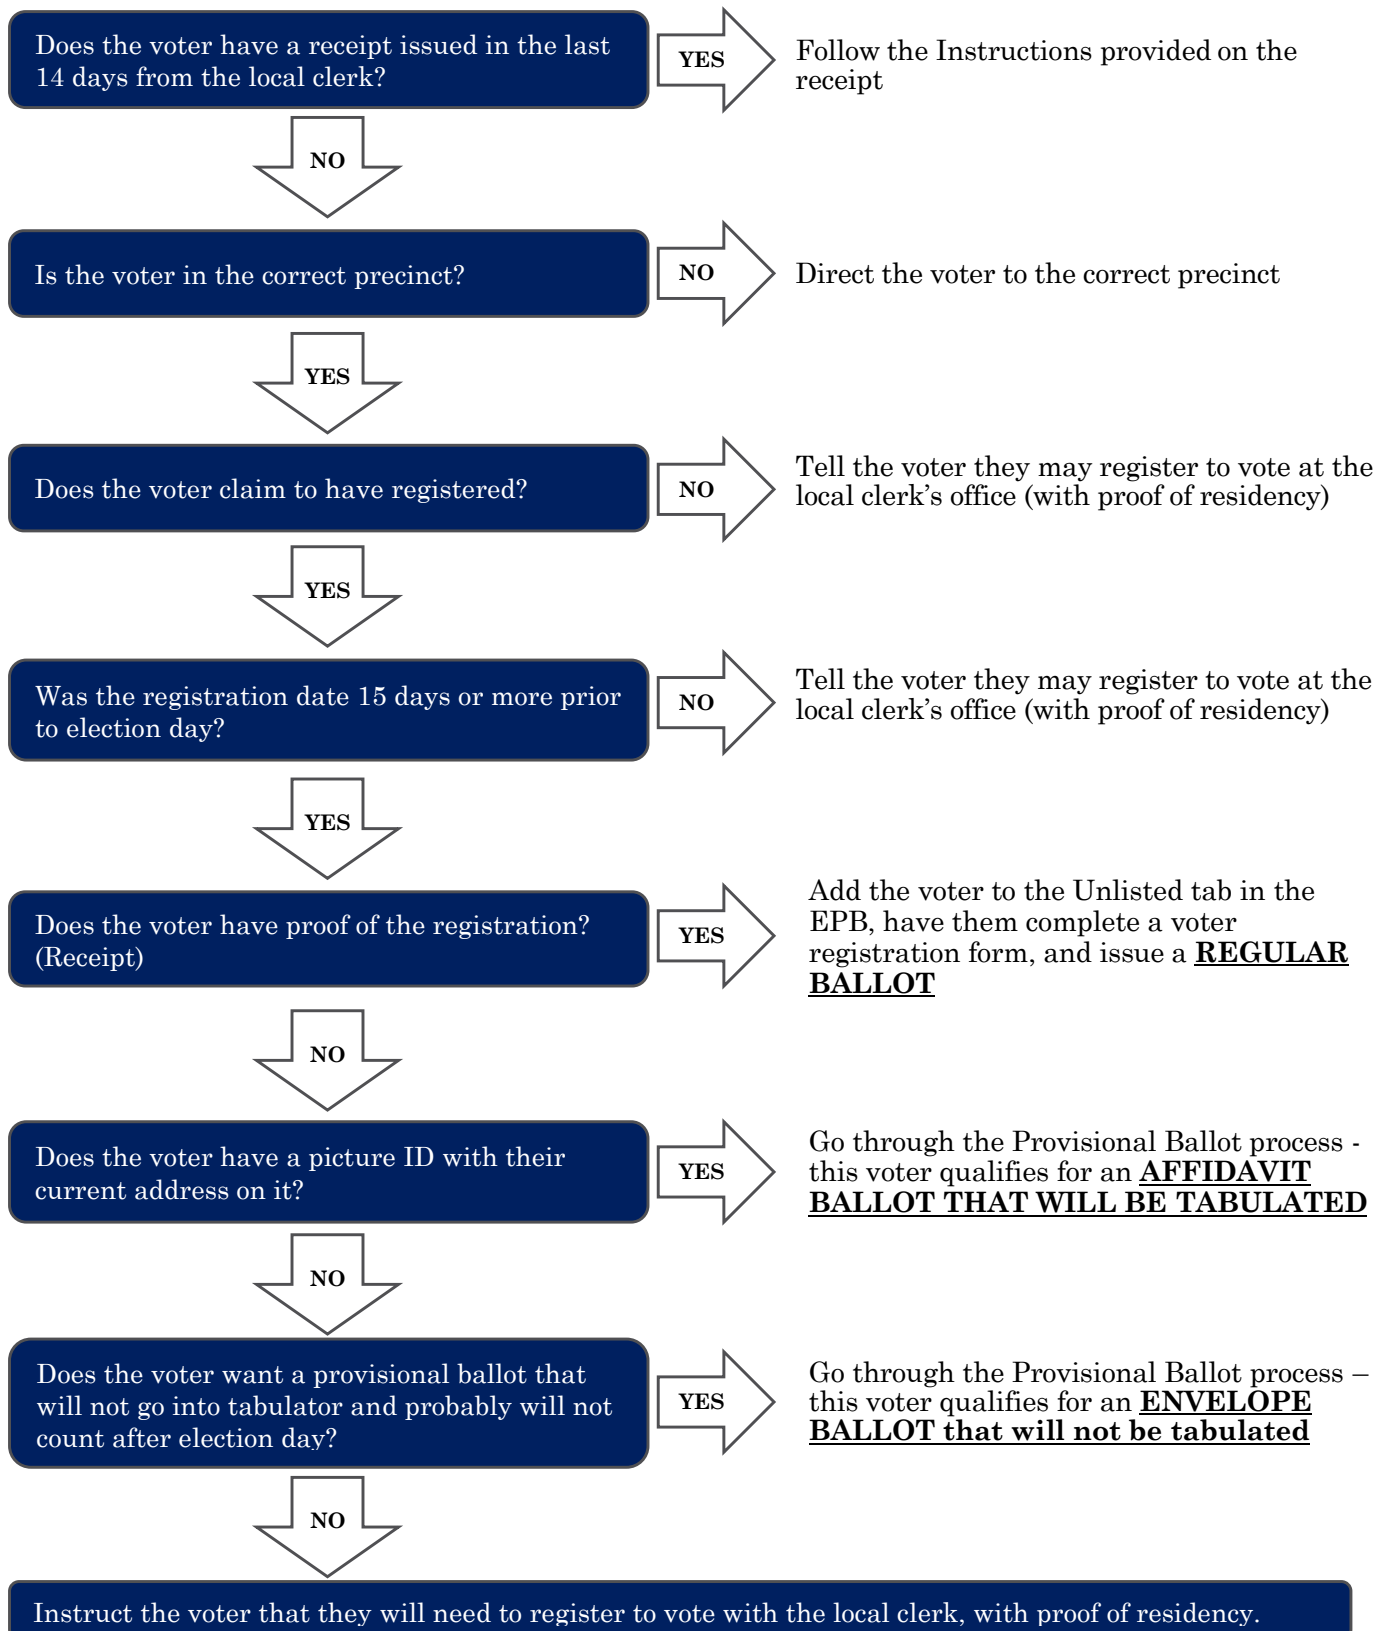 Does the voter have a receipt issued in the last
14 days from the local clerk?
YES
Follow the Instructions provided on the
receipt
NO
Is the voter in the correct precinct?
NO
Direct the voter to the correct precinct
YES
Does the voter claim to have registered?
NO
Tell the voter they may register to vote at the
local clerk’s office (with proof of residency)
YES
Was the registration date 15 days or more prior
to election day?
NO
Tell the voter they may register to vote at the
local clerk’s office (with proof of residency)
YES
Does the voter have proof of the registration?
(Receipt)
YES
Add the voter to the Unlisted tab in the
EPB, have them complete a voter
registration form, and issue a REGULAR
BALLOT
NO
Does the voter have a picture ID with their
current address on it?
YES
Go through the Provisional Ballot process -
this voter qualifies for an AFFIDAVIT
BALLOT THAT WILL BE TABULATED
NO
Does the voter want a provisional ballot that
will not go into tabulator and probably will not
count after election day?
YES
Go through the Provisional Ballot process –
this voter qualifies for an ENVELOPE
BALLOT that will not be tabulated
NO
Instruct the voter that they will need to register to vote with the local clerk, with proof of residency.